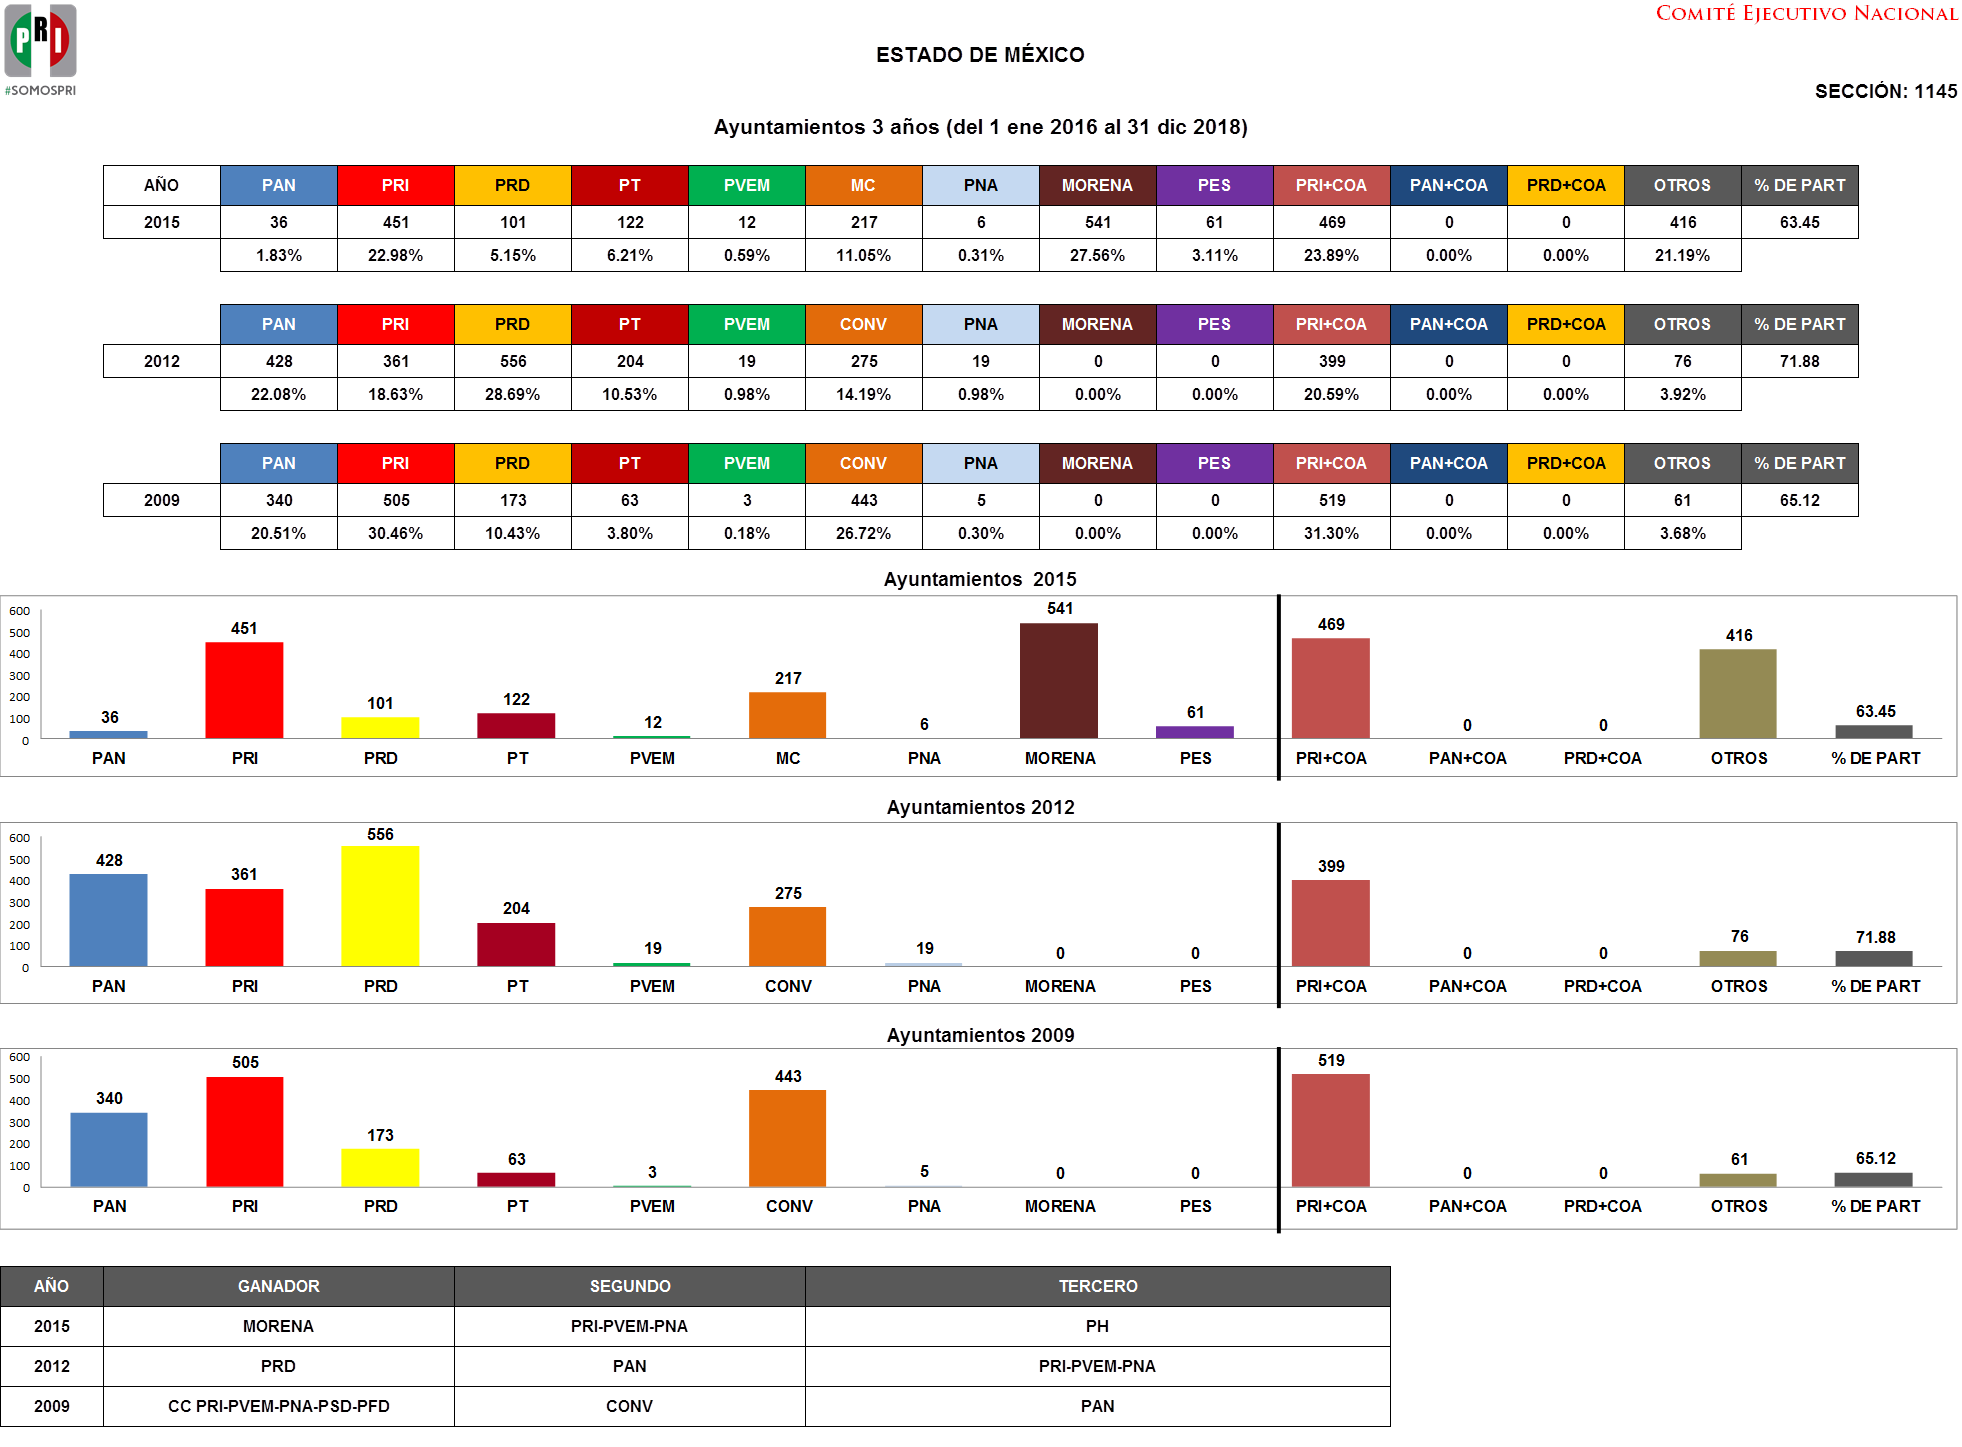 PRI
#SOMOSPRI
COMITÉ EJECUTIVO NACIONAL
ESTADO DE MÉXICO
SECCIÓN: 1145
Ayuntamientos 3 años (del 1 ene 2016 al 31 dic 2018)
AÑO PAN PRI PRD PT PVEM MC PNA MORENA PES PRI+COA PAN+COA PRD+COA OTROS % DE PART
2015 36 451 101 122 12 217 6 541 61 469 0 0 416 63.45
1.83% 22.98% 5.15% 6.21% 0.59% 11.05% 0.31% 27.56% 3.11% 23.89% 0.00% 0.00% 21.19%
PAN PRI PRD PT PVEM CONV PNA MORENA PES PRI+COA PAN+COA PRD+COA OTROS % DE PART
2012 428 361 556 204 19 275 19 0 0 399 0 0 76 71.88
22.08% 18.63% 28.69% 10.53% 0.98% 14.19% 0.98% 0.00% 0.00% 20.59% 0.00% 0.00% 3.92%
PAN PRI PRD PT PVEM CONV PNA MORENA PES PRI+COA PAN+COA PRD+COA OTROS % DE PART
2009 340 505 173 63 3 443 5 0 0 519 0 0 61 65.12
20.51% 30.46% 10.43% 3.80% 0.18% 26.72% 0.30% 0.00% 0.00% 31.30% 0.00% 0.00% 3.68%
Ayuntamientos 2015
600
500
400
300
200
100
0
36 451 101 122 12 217 6 541 61 469 0 0 416 63.45
PAN PRI PRD PT PVEM MC PNA MORENA PES PRI+COA PAN+COA PRD+COA OTROS % DE PART
Ayuntamientos 2012
600
500
400
300
200
100
0
428 361 556 204 19 275 19 0 0 399 0 0 76 71.88
PAN PRI PRD PT PVEM CONV PNA MORENA PES PRI+COA PAN+COA PRD+COA OTROS % DE PART
Ayuntamientos 2009
600
500
400
300
200
100
0
340 505 173 63 3 443 5 0 0 519 0 0 61 65.12
PAN PRI PRD PT PVEM CONV PNA MORENA PES PRI+COA PAN+COA PRD+COA OTROS % DE PART
AÑO GANADOR SEGUNDO TERCERO
2015 MORENA PRI-PVEM-PNA PH
2012 PRD PAN PRI-PVEM-PNA
2009 CC PRI-PVEM-PNA-PSD-PFD CONV PAN